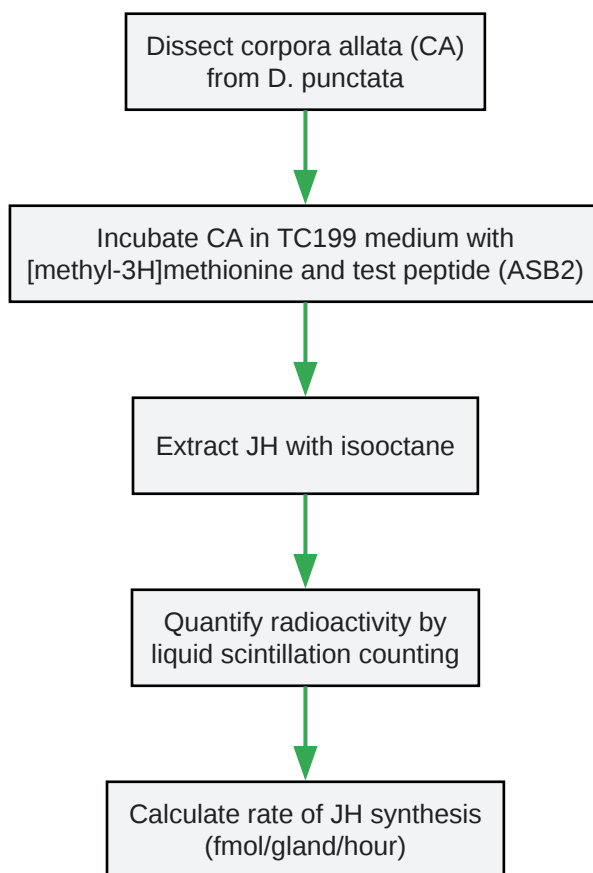 Dissect corpora allata (CA)
from D. punctata
Incubate CA in TC199 medium with
[methyl-3H]methionine and test peptide (ASB2)
Extract JH with isooctane
Quantify radioactivity by
liquid scintillation counting
Calculate rate of JH synthesis
(fmol/gland/hour)